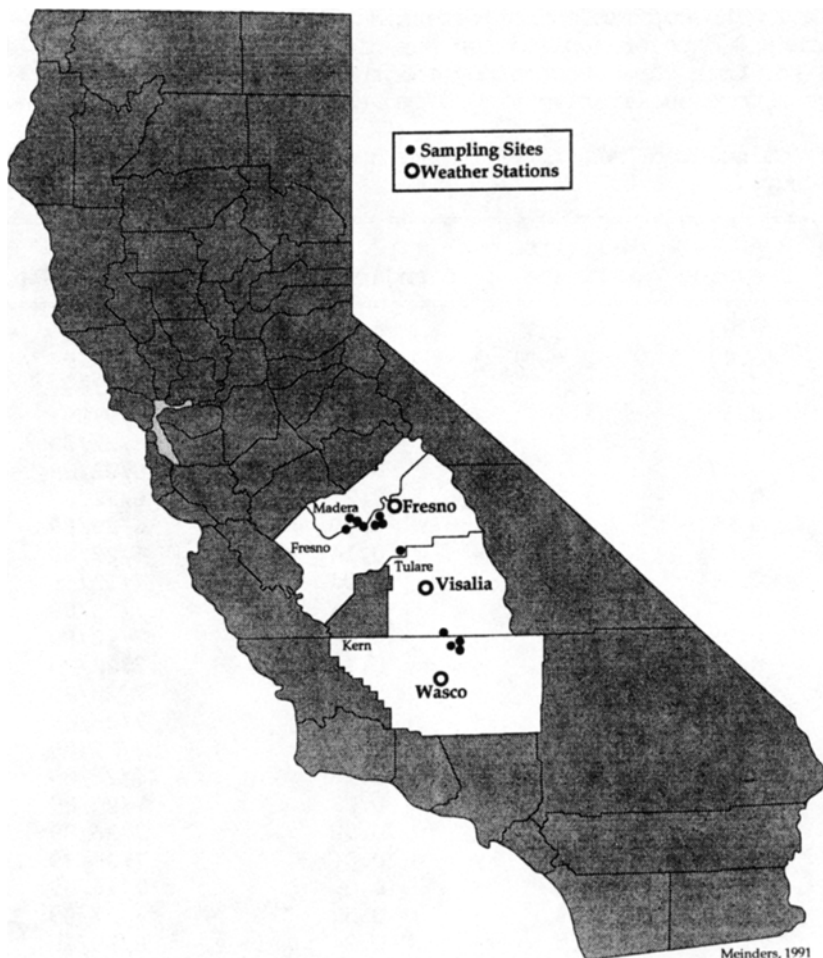 • Sampling Sites
Weather Stations
Madera
Fresno
Fresno
Tulare
Visalia
Kern
Wasco
Meinders, 1991